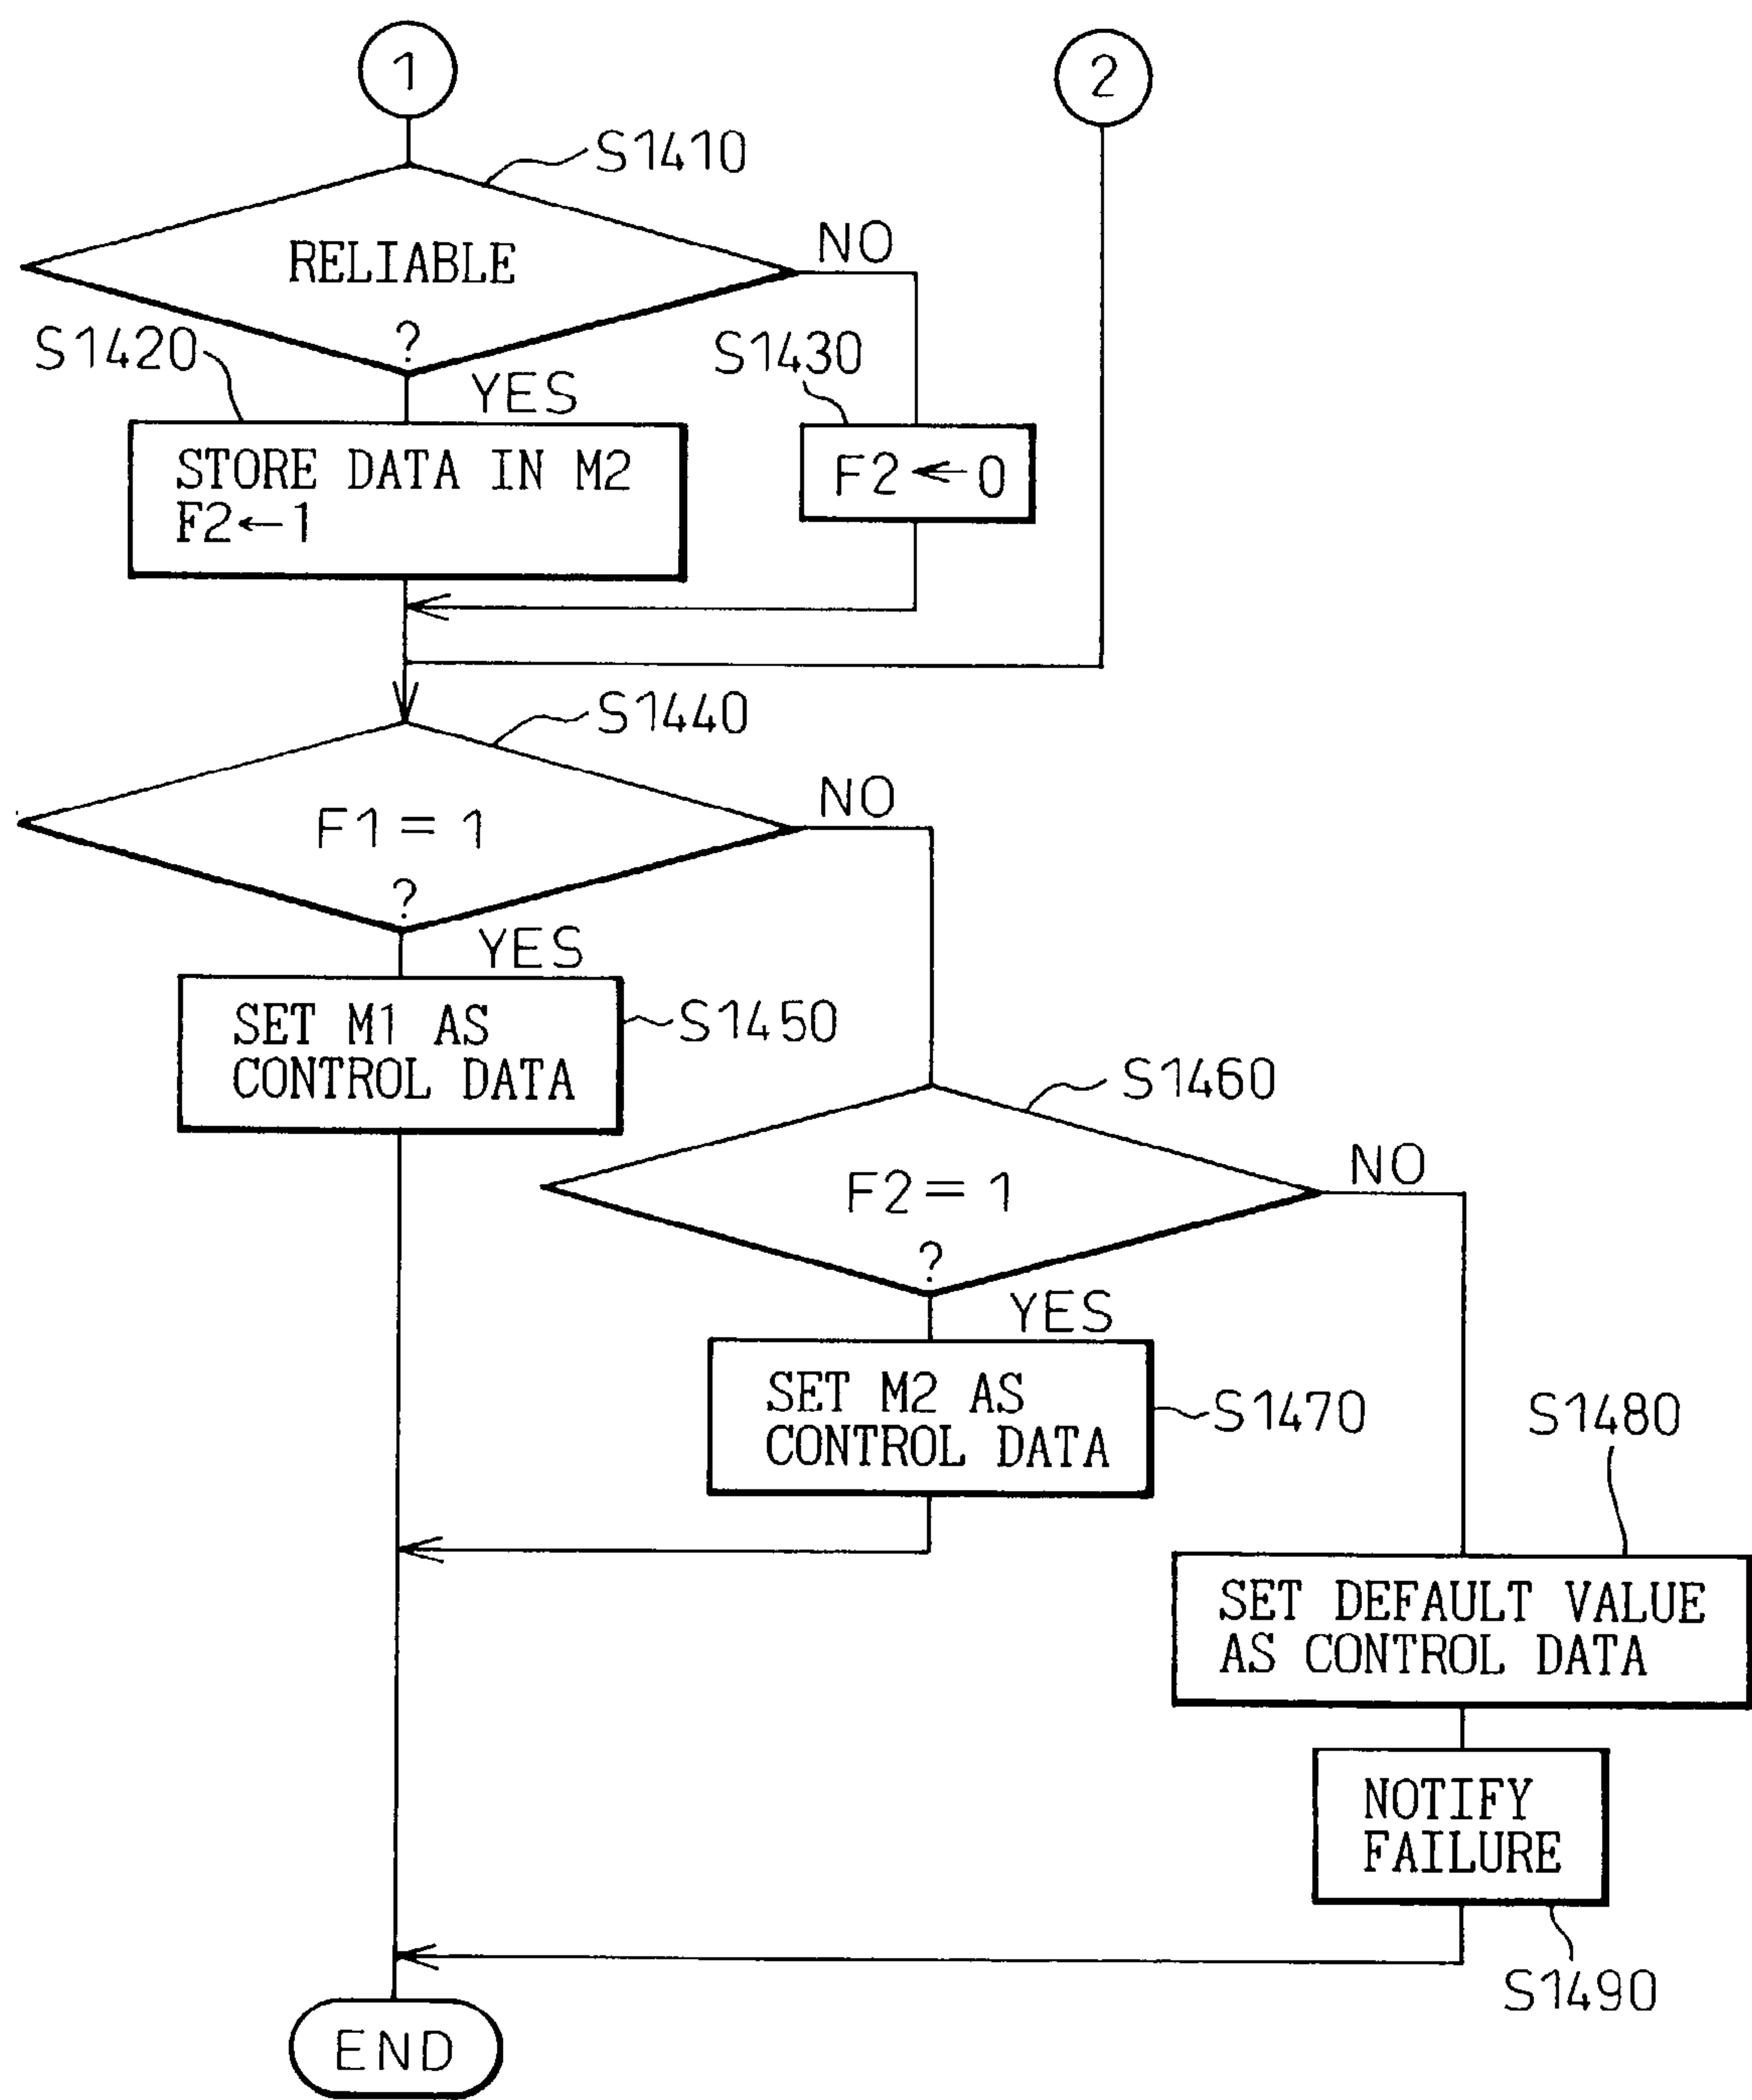 1
2
S1410
RELIABLE
?
NO
S1420
YES
S1430
STORE DATA IN M2
F2←1
F2←0
S1440
F1=1
?
NO
YES
SET M1 AS
CONTROL DATA
S1450
S1460
F2=1
?
NO
YES
SET M2 AS
CONTROL DATA
S1470
S1480
SET DEFAULT VALUE
AS CONTROL DATA
NOTIFY
FAILURE
S1490
END